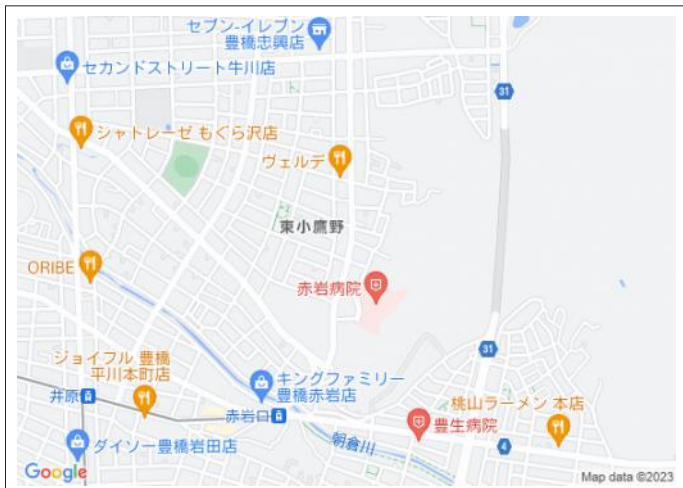 セブン-イレブン
豊橋忠興店
セカンドストリート牛川店
31
シャトレーゼ もぐら沢店
ヴェルデ
東小鷹野
ORIBE
赤岩病院
ジョイフル 豊橋
平川本町店
31
井原
キングファミリー
豊橋赤岩店
桃山ラーメン 本店
赤岩口
豊生病院
朝倉川
4
ダイソー豊橋岩田店
Google
Map data ©2023